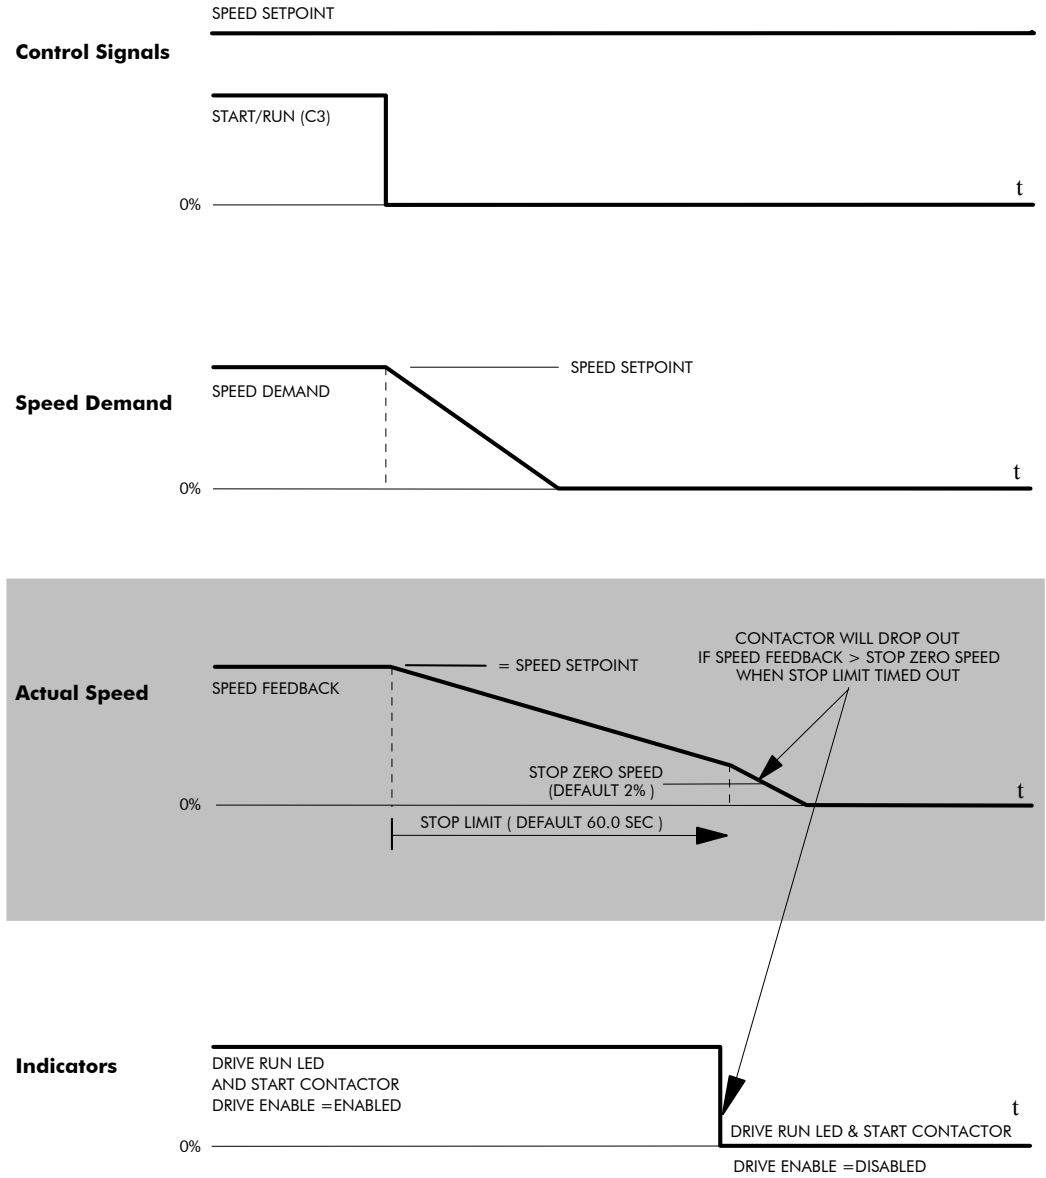 SPEED SETPOINT
Control Signals
START/RUN (C3)
t
0%
SPEED SETPOINT
SPEED DEMAND
Speed Demand
t
0%
CONTACTOR WILL DROP OUT
IF SPEED FEEDBACK > STOP ZERO SPEED
WHEN STOP LIMIT TIMED OUT
= SPEED SETPOINT
Actual Speed
SPEED FEEDBACK
STOP ZERO SPEED
(DEFAULT 2% )
t
0%
STOP LIMIT ( DEFAULT 60.0 SEC )
Indicators
DRIVE RUN LED
AND START CONTACTOR
DRIVE ENABLE =ENABLED
t
DRIVE RUN LED & START CONTACTOR
0%
DRIVE ENABLE =DISABLED